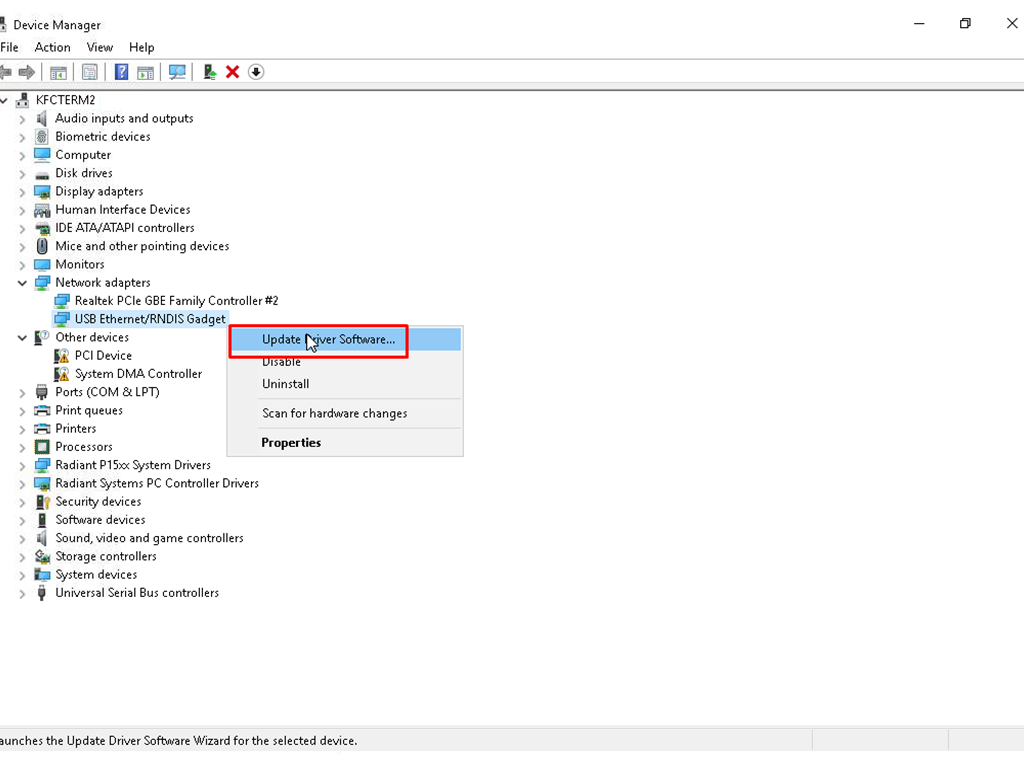 Device Manager
File Action View Help
KFCTERM2
Audio inputs and outputs
Biometric devices
Computer
Disk drives
Display adapters
Human Interface Devices
IDE ATA/ATAPI controllers
Mice and other pointing devices
Monitors
Network adapters
Realtek PCIe GBE Family Controller #2
USB Ethernet/RNDIS Gadget
Other devices
PCI Device
System DMA Controller
Ports (COM & LPT)
Print queues
Printers
Processors
Radiant P15xx System Drivers
Radiant Systems PC Controller Drivers
Security devices
Software devices
Sound, video and game controllers
Storage controllers
System devices
Universal Serial Bus controllers
Update Driver Software...
Disable
Uninstall
Scan for hardware changes
Properties
aunches the Update Driver Software Wizard for the selected device.